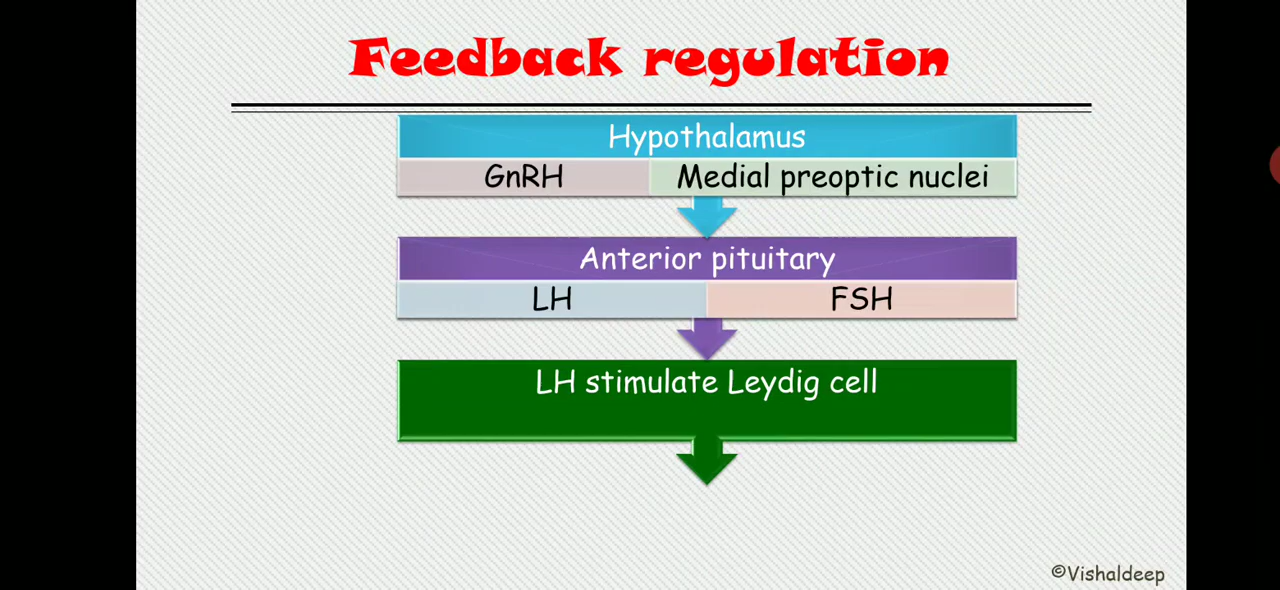 Feedback regulation
Hypothalamus
GnRH Medial preoptic nuclei
Anterior pituitary
LH FSH
LH stimulate Leydig cell
©Vishaldeep